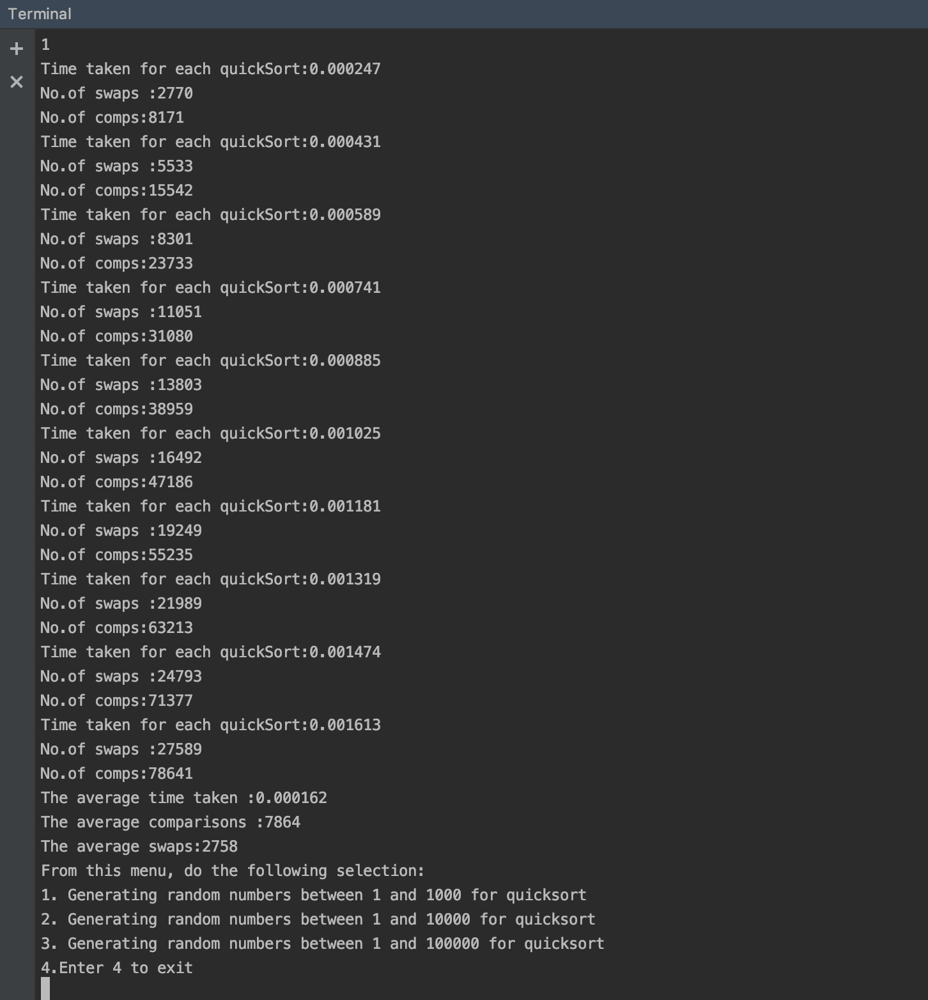 Terminal
1
Time taken for each quickSort:0.000247
No.of swaps :2770
No.of comps:8171
Time taken for each quickSort:0.000431
No.of swaps :5533
No.of comps:15542
Time taken for each quickSort:0.000589
No.of swaps :8301
No.of comps:23733
Time taken for each quickSort:0.000741
No.of swaps :11051
No.of comps:31080
Time taken for each quickSort:0.000885
No.of swaps :13803
No.of comps:38959
Time taken for each quickSort:0.001025
No.of swaps :16492
No.of comps:47186
Time taken for each quickSort:0.001181
No.of swaps :19249
No.of comps:55235
Time taken for each quickSort:0.001319
No.of swaps :21989
No.of comps:63213
Time taken for each quickSort:0.001474
No.of swaps :24793
No.of comps:71377
Time taken for each quickSort:0.001613
No.of swaps :27589
No.of comps:78641
The average time taken :0.000162
The average comparisons :7864
The average swaps:2758
From this menu, do the following selection:
1. Generating random numbers between 1 and 1000 for quicksort
2. Generating random numbers between 1 and 10000 for quicksort
3. Generating random numbers between 1 and 100000 for quicksort
4.Enter 4 to exit